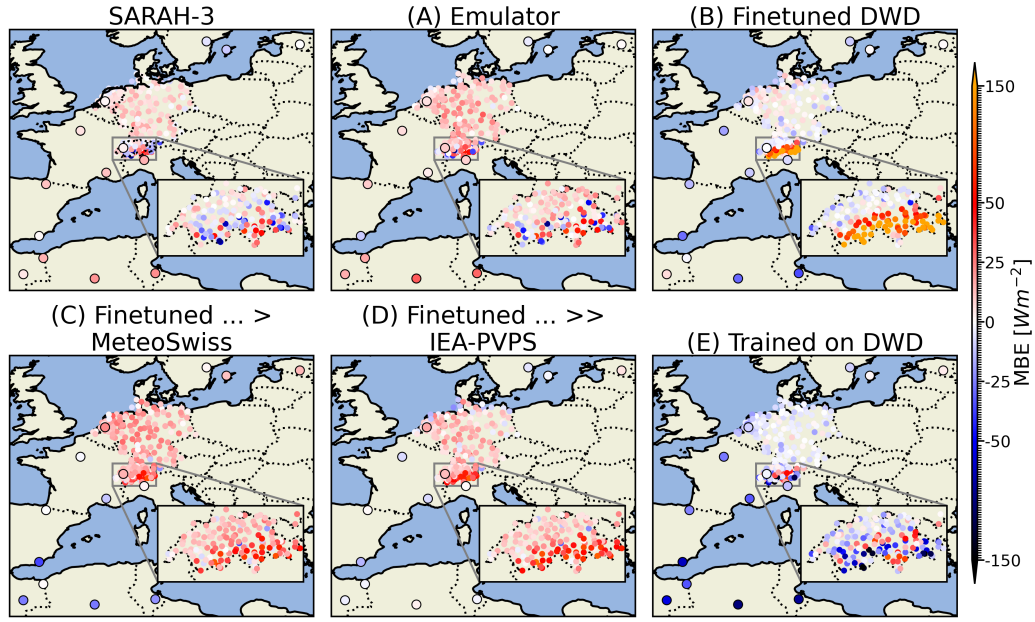 SARAH-3
(A) Emulator
(B) Finetuned DWD
(C) Finetuned ... >
MeteoSwiss
(D) Finetuned ... >>
IEA-PVPS
(E) Trained on DWD
150
50
25
0
-25
-50
-150
MBE [Wm⁻²]